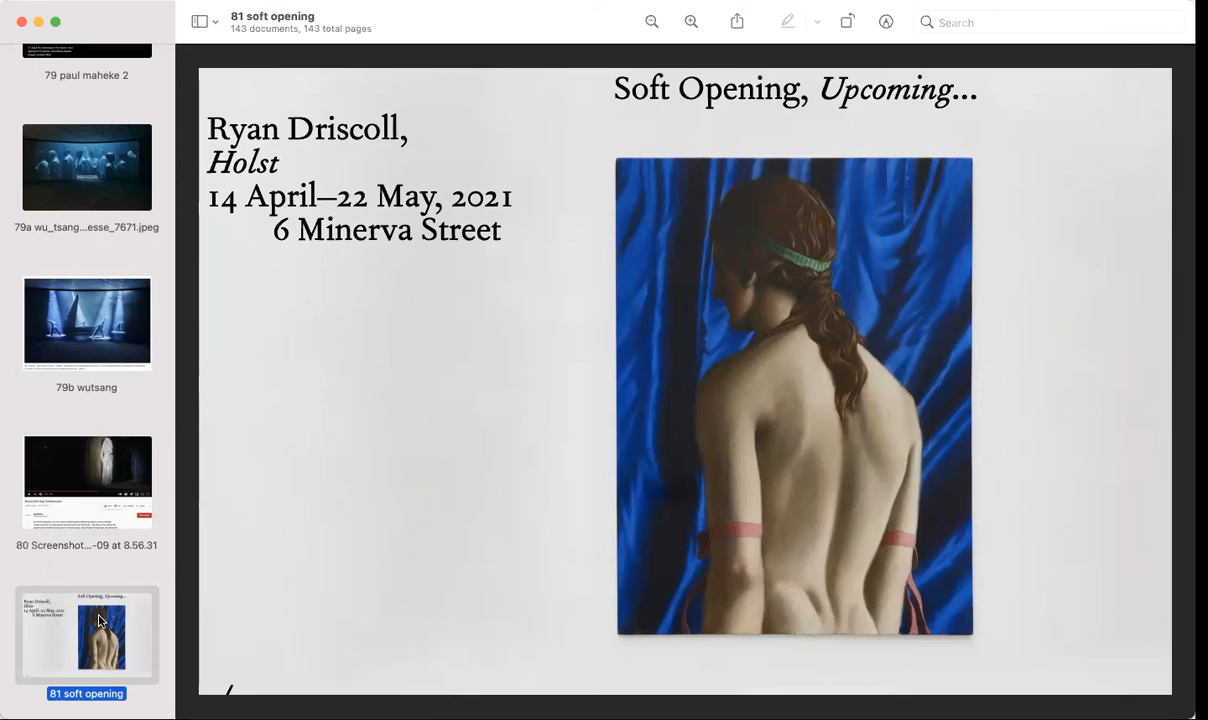 81 soft opening
143 documents, 143 total pages
Search
79 paul maheke 2
79a wu_tsang...esse_7671.jpeg
79b wutsang
80 Screenshot...-09 at 8.56.31
81 soft opening
Soft Opening, Upcoming...
Ryan Driscoll,
Holst
14 April—22 May, 2021
6 Minerva Street